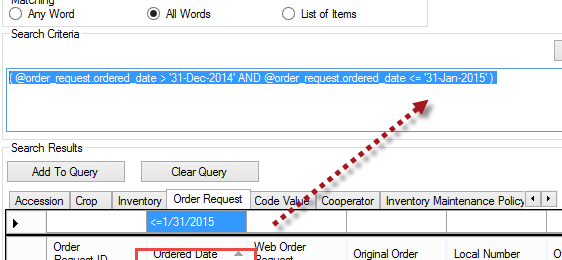 Matching
Any Word All Words List of Items
Search Criteria
( @order_request.ordered_date > '31-Dec-2014' AND @order_request.ordered_date <= '31-Jan-2015' )
Search Results
Add To Query Clear Query
Accession Crop Inventory Order Request Code Value Cooperator Inventory Maintenance Policy
<=1/31/2015
Order Ordered Date Web Order Original Order Local Number
Request ID Request